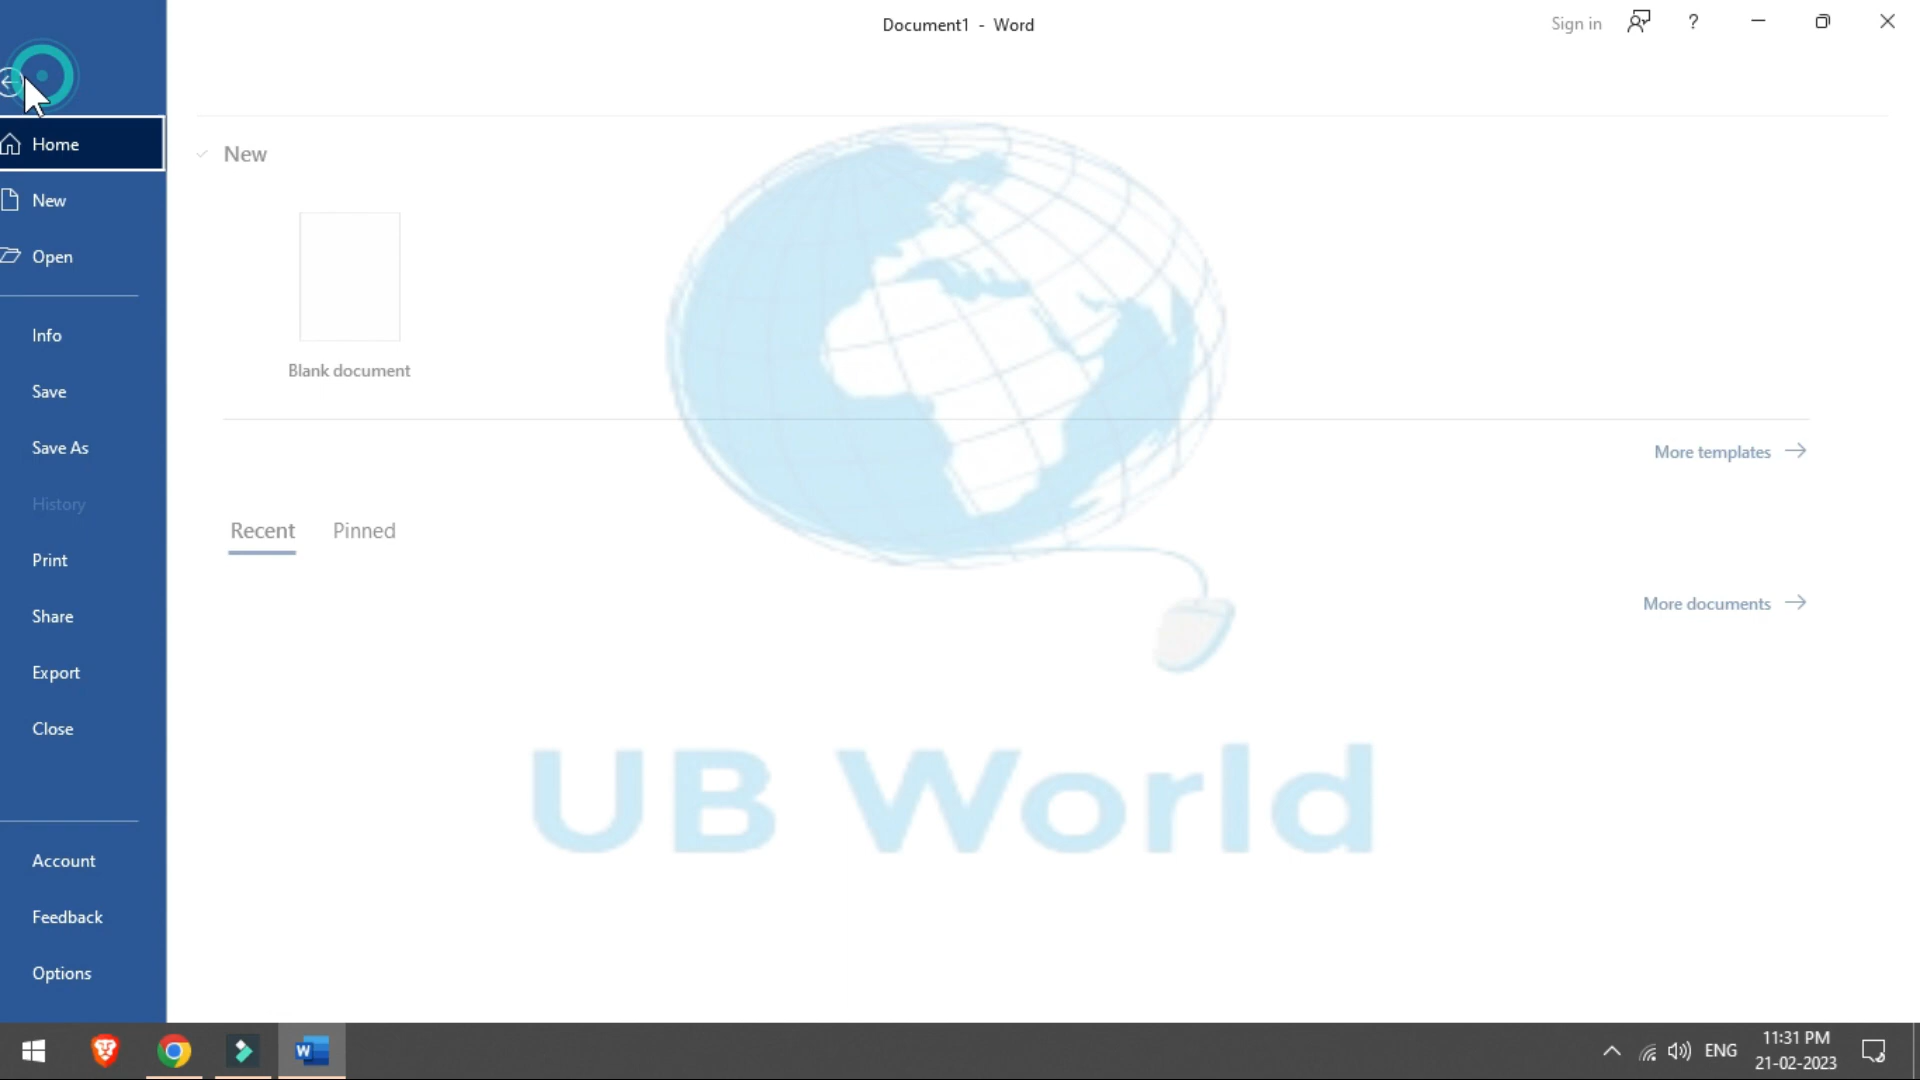 Document1 - Word
Sign in
?
Home
New
Open
Info
Save
Save As
History
Print
Share
Export
Close
Account
Feedback
Options
New
Blank document
More templates
Recent Pinned
More documents
UB World
W
ENG
11:31 PM
21-02-2023